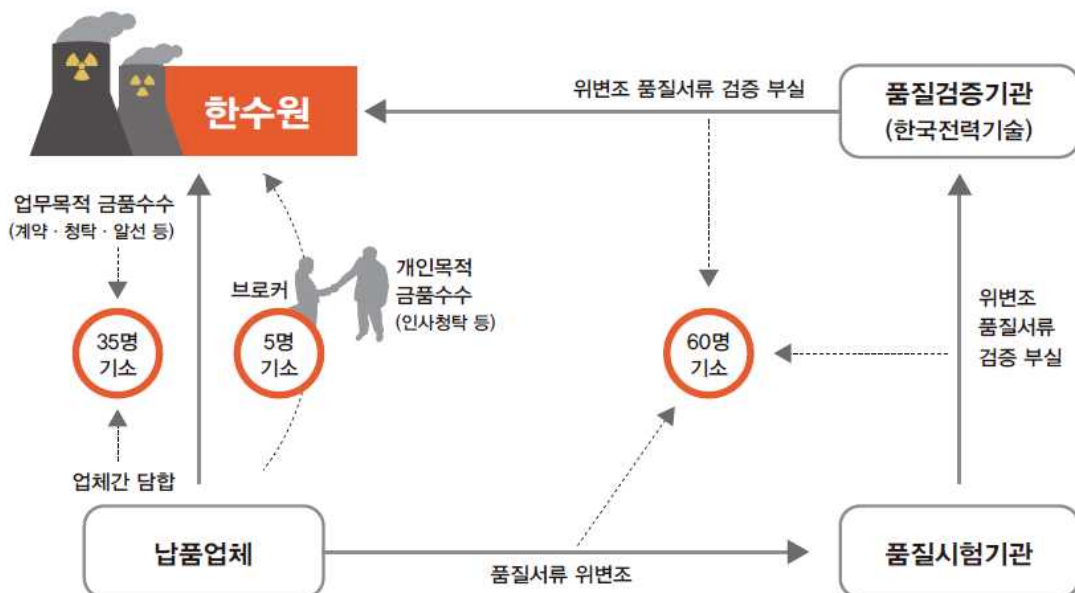 한수원
위변조 품질서류 검증 부실
품질검증기관
(한국전력기술)
업무목적 금품수수
(계약 · 청탁 · 알선 등)
브로커
개인목적
금품수수
(인사청탁 등)
35명
기소
5명
기소
60명
기소
위변조
품질서류
검증 부실
업체간 담합
납품업체
품질서류 위변조
품질시험기관